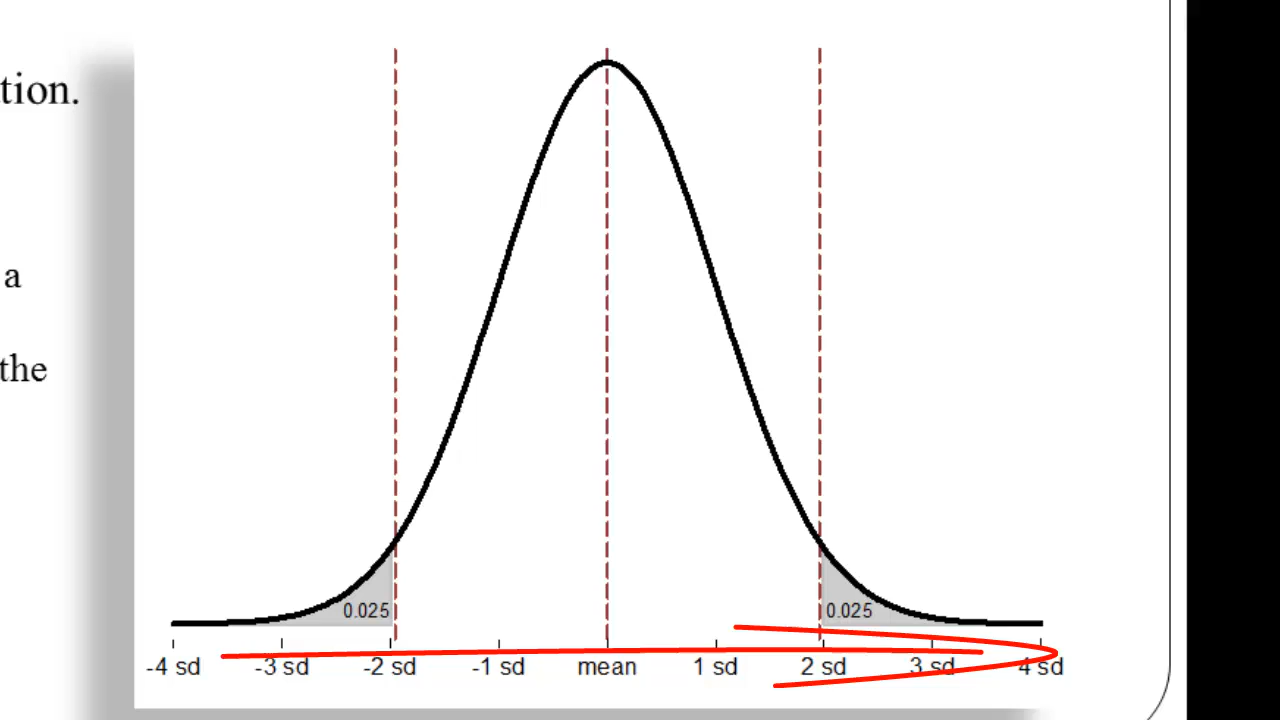 tion.
a
the
0.025 0.025
-4 sd -3 sd -2 sd -1 sd mean 1 sd 2 sd 3 sd 4 sd